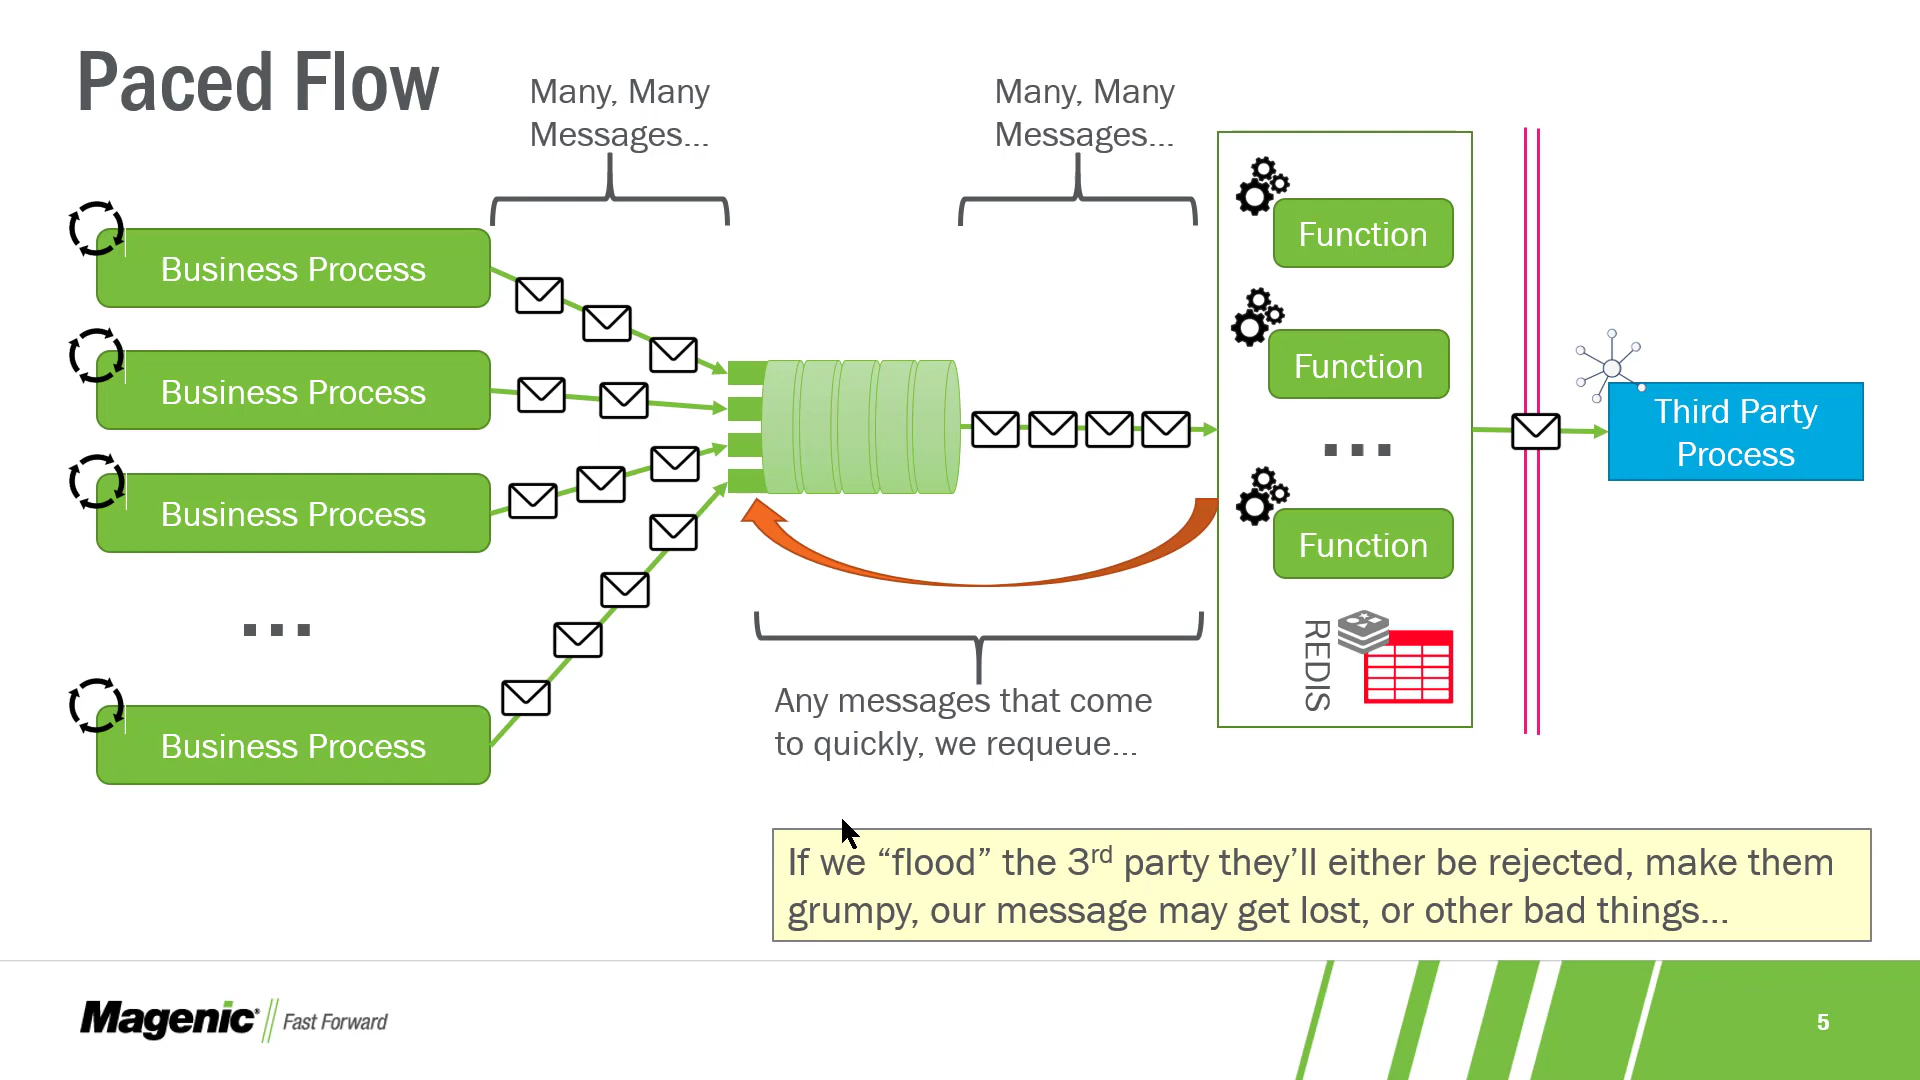 Paced Flow
Many, Many
Messages...
Many, Many
Messages...
Business Process
Business Process
Business Process
...
Business Process
Function
Function
...
Function
REDIS
Third Party
Process
Any messages that come
to quickly, we requeue...
If we “flood” the 3rd party they’ll either be rejected, make them
grumpy, our message may get lost, or other bad things...
Magenic Fast Forward
5